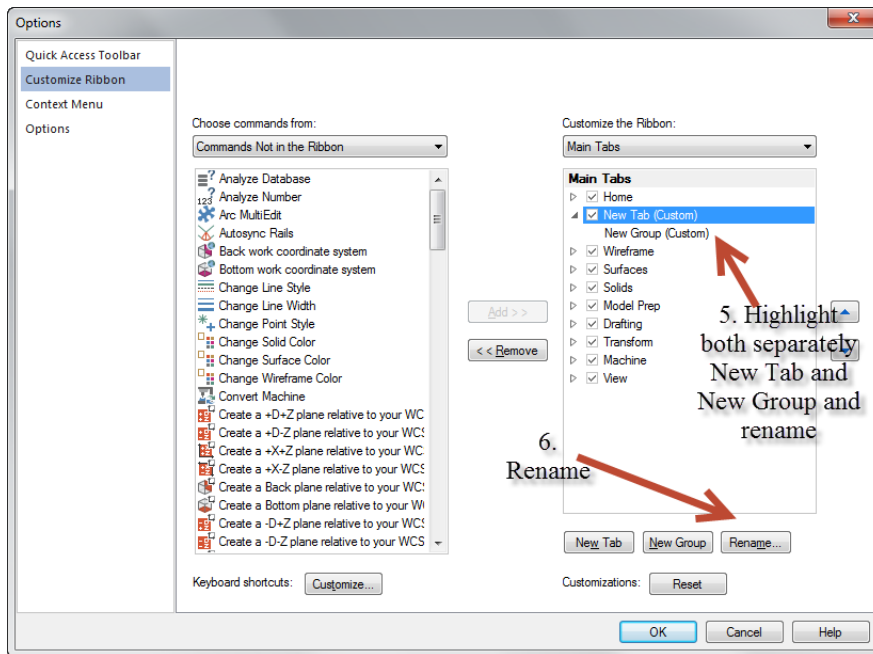 Options
x
Quick Access Toolbar
Customize Ribbon
Context Menu
Options
Choose commands from:
Commands Not in the Ribbon
Analyze Database
Analyze Number
Arc MultiEdit
Autosync Rails
Back work coordinate system
Bottom work coordinate system
Change Line Style
Change Line Width
Change Point Style
Change Solid Color
Change Surface Color
Change Wireframe Color
Convert Machine
Create a +D+Z plane relative to your WC
Create a +D-Z plane relative to your WCS
Create a +X+Z plane relative to your WC
Create a +X-Z plane relative to your WCS
Create a Back plane relative to your WCS
Create a Bottom plane relative to your W
Create a -D+Z plane relative to your WCS
Create a -D-Z plane relative to your WCS
Keyboard shortcuts: Customize...
Add > >
< < Remove
Customize the Ribbon:
Main Tabs
Main Tabs
Home
New Tab (Custom)
New Group (Custom)
Wireframe
Surfaces
Solids
Model Prep
Drafting
Transform
Machine
View
5. Highlight
both separately
New Tab and
New Group and
rename
6.
Rename
New Tab New Group Rename...
Customizations: Reset
OK Cancel Help